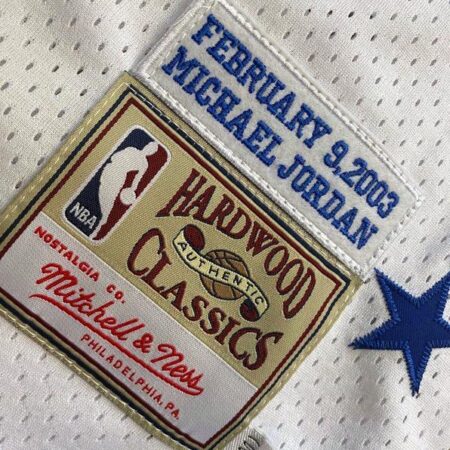 FEBRUARY 9,2003
MICHAEL JORDAN
NBA
HARDWOOD
AUTHENTIC
CLASSICS
NOSTALGIA CO.
Mitchell & Ness
PHILADELPHIA, PA.